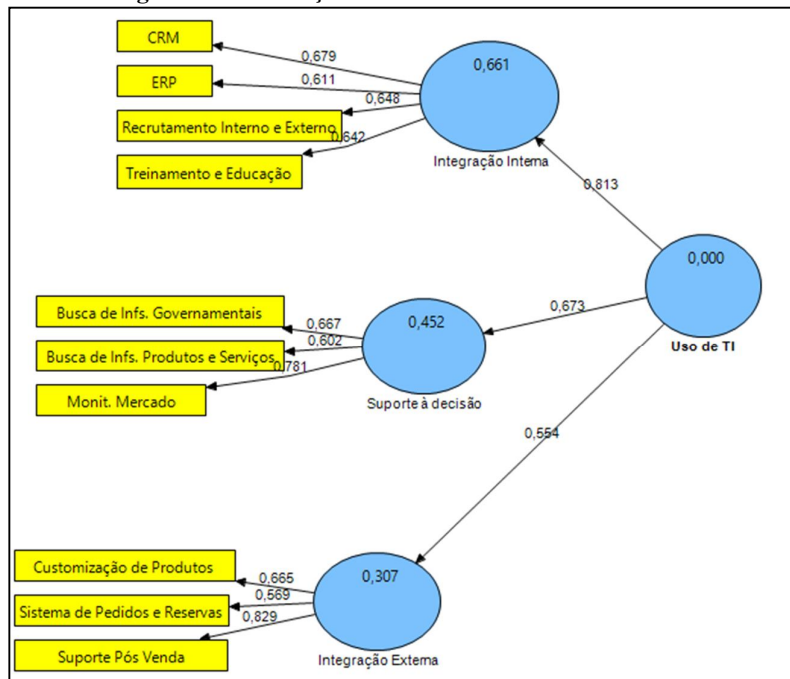 CRM
0,679
0,661
ERP
0,611
0,648
Recrutamento Interno e Externo
0,642
Treinamento e Educação
Integração Interna
0,813
0,000
Uso de TI
0,673
Busca de Infs. Governamentais
0,667
0,452
Busca de Infs. Produtos e Serviços
0,602
0,781
Monit. Mercado
Suporte à decisão
0,554
Customização de Produtos
0,665
0,307
Sistema de Pedidos e Reservas
0,569
0,829
Suporte Pós Venda
Integração Externa